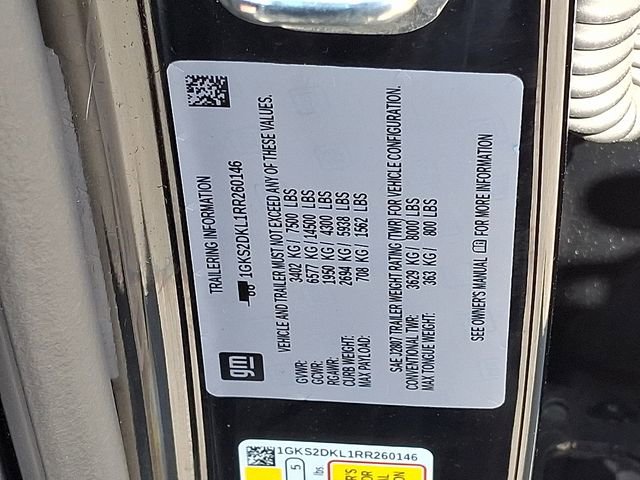 TRAILERING INFORMATION
gm
1GKS2DKL1RR260146
VEHICLE AND TRAILER MUST NOT EXCEED ANY OF THESE VALUES.
GVWR: 3402 KG / 7500 LBS
GCWR: 6577 KG / 14500 LBS
RGAWR: 1950 KG / 4300 LBS
CURB WEIGHT: 2694 KG / 5938 LBS
MAX PAYLOAD: 708 KG / 1562 LBS
SAE J2807 TRAILER WEIGHT RATING (TWR) FOR VEHICLE CONFIGURATION.
CONVENTIONAL TWR: 3629 KG / 8000 LBS
MAX TONGUE WEIGHT: 363 KG / 800 LBS
SEE OWNER'S MANUAL FOR MORE INFORMATION
1GKS2DKL1RR260146
5
lbs